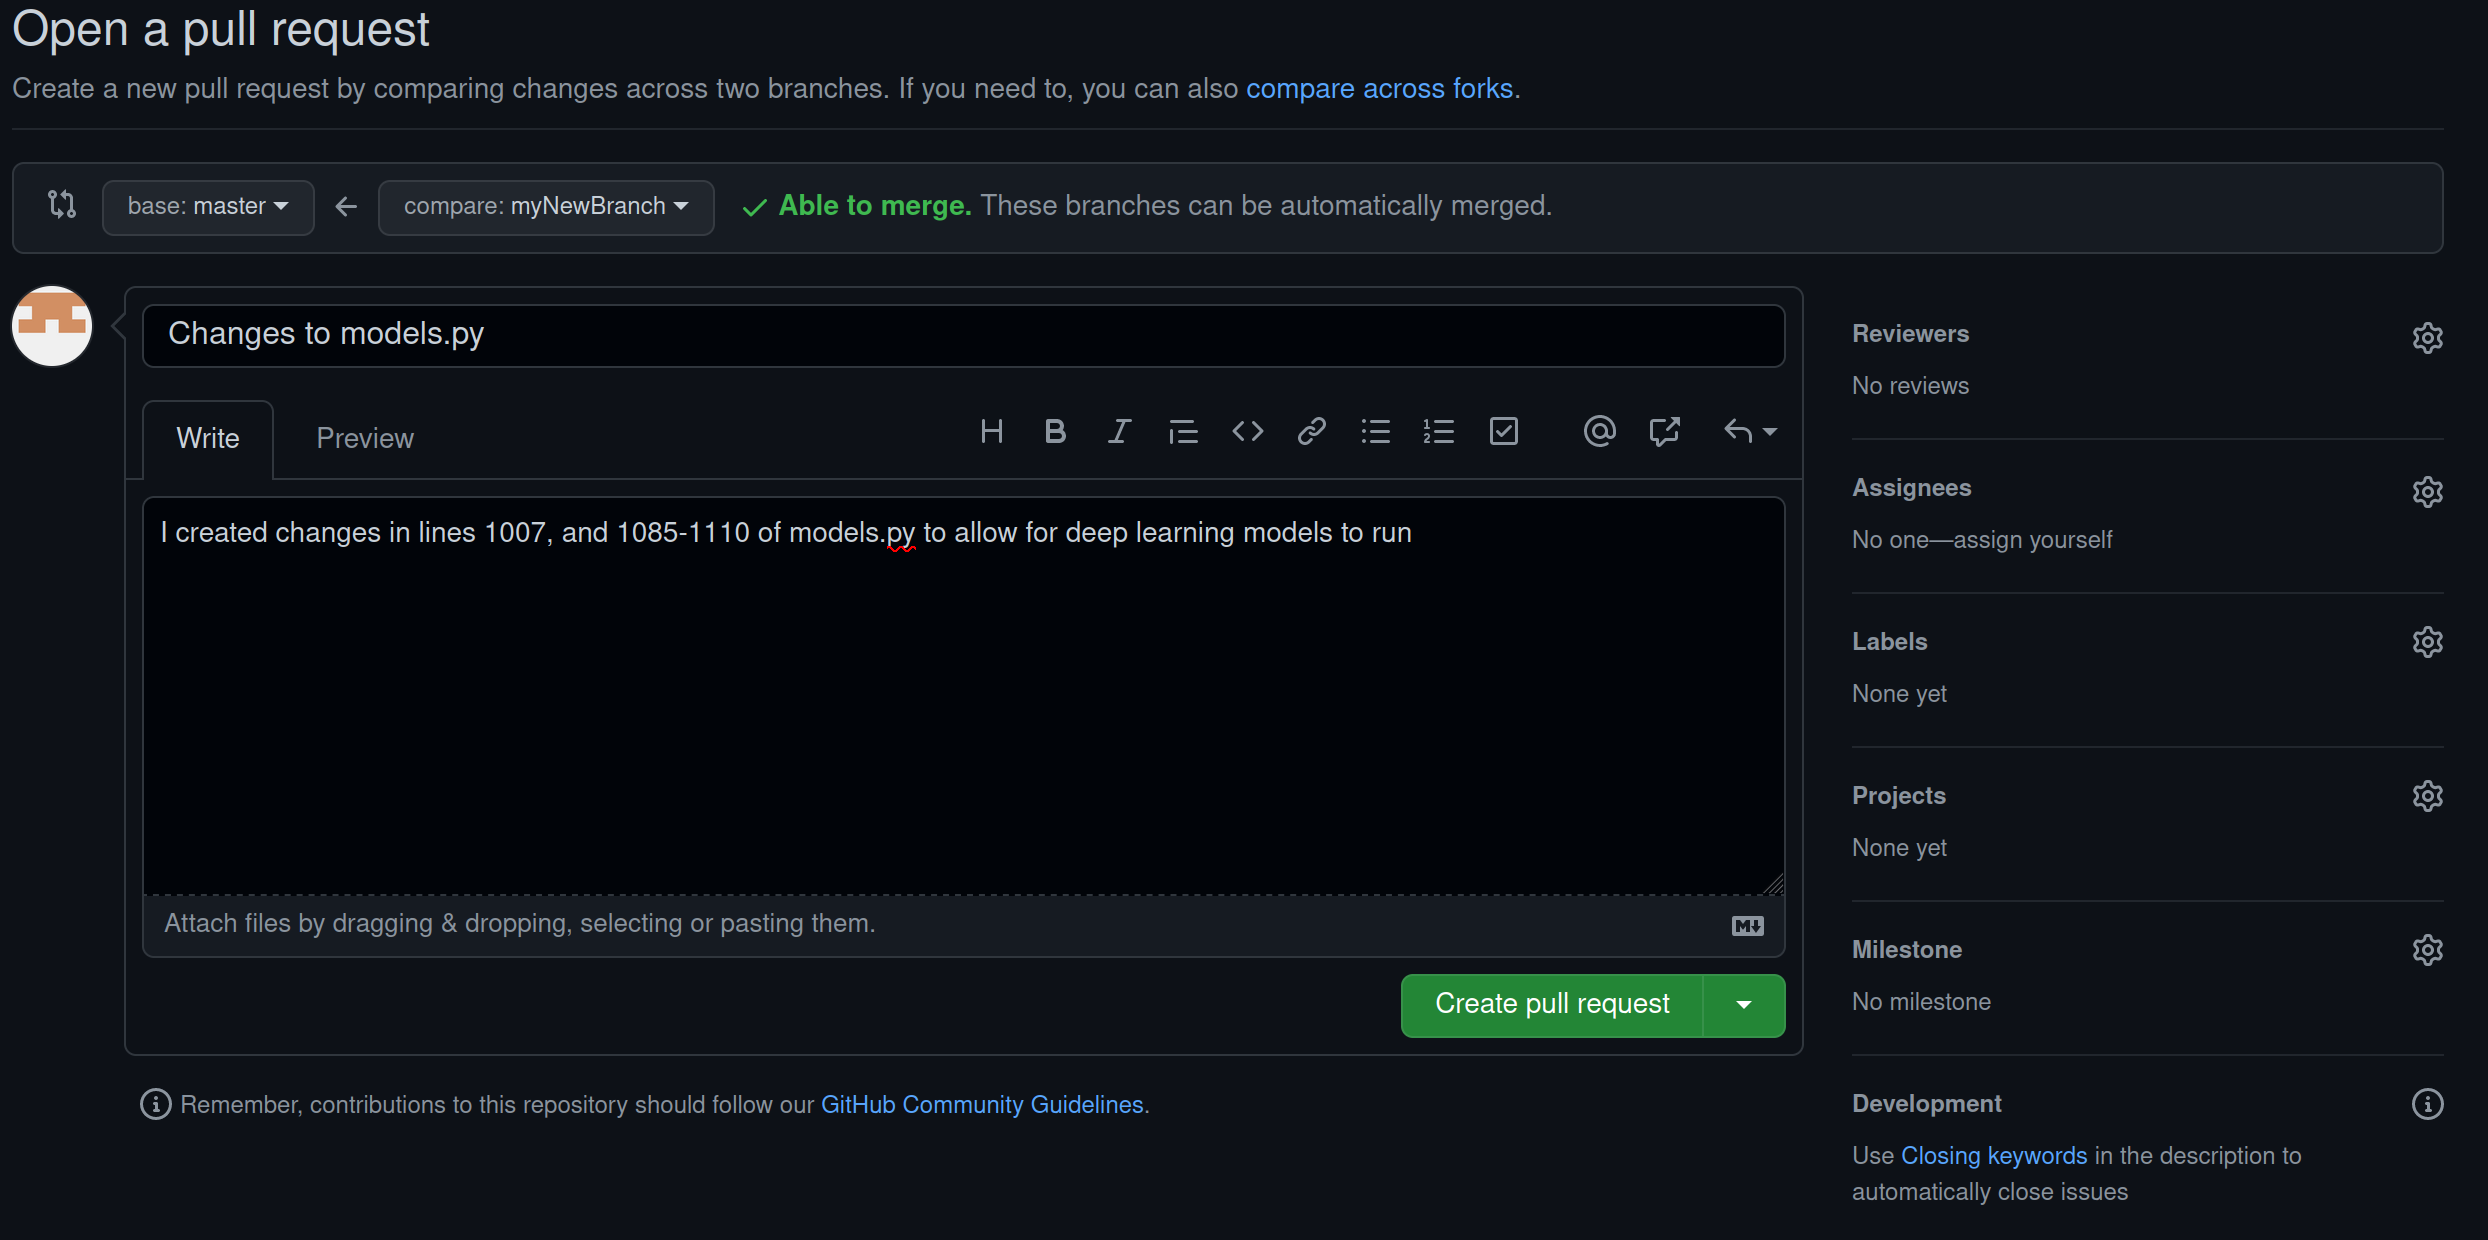 Open a pull request
Create a new pull request by comparing changes across two branches. If you need to, you can also compare across forks.
base: master
compare: myNewBranch
Able to merge. These branches can be automatically merged.
Changes to models.py
Write
Preview
I created changes in lines 1007, and 1085-1110 of models.py to allow for deep learning models to run
Attach files by dragging & dropping, selecting or pasting them.
Create pull request
Remember, contributions to this repository should follow our GitHub Community Guidelines.
Reviewers
No reviews
Assignees
No one—assign yourself
Labels
None yet
Projects
None yet
Milestone
No milestone
Development
Use Closing keywords in the description to
automatically close issues